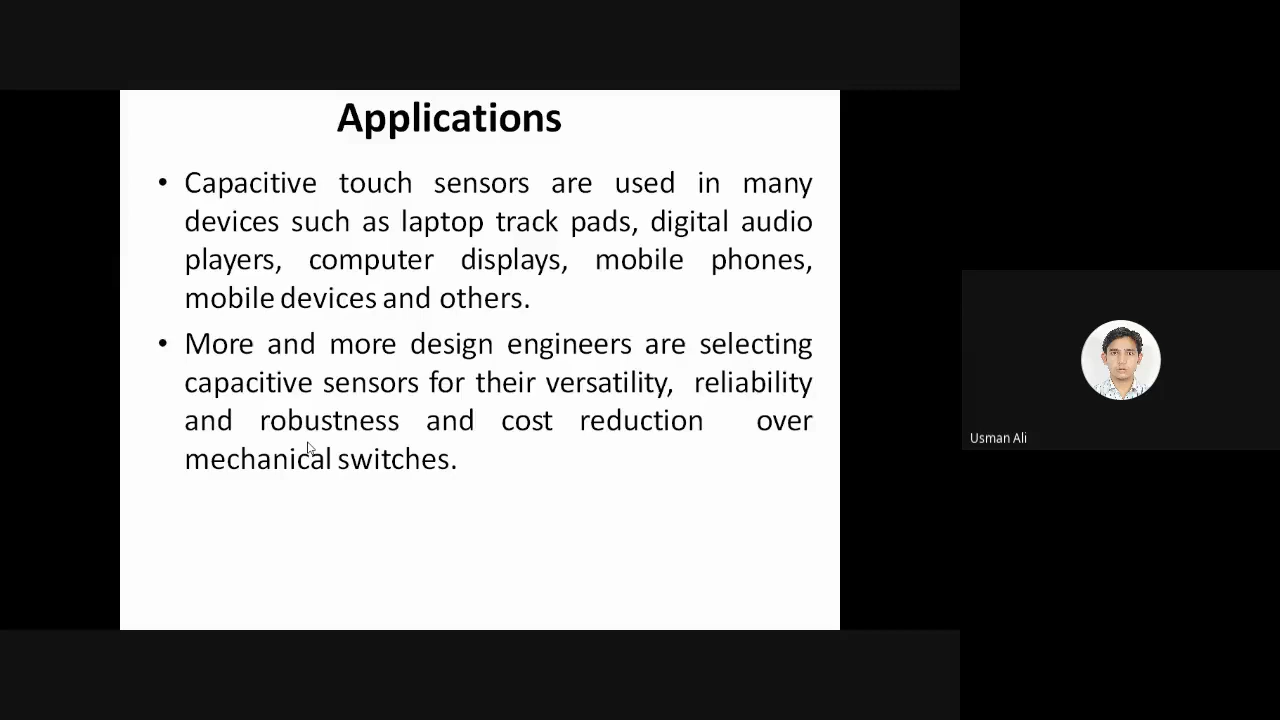 Applications
• Capacitive touch sensors are used in many
devices such as laptop track pads, digital audio
players, computer displays, mobile phones,
mobile devices and others.
• More and more design engineers are selecting
capacitive sensors for their versatility, reliability
and robustness and cost reduction over
mechanical switches.
Usman Ali